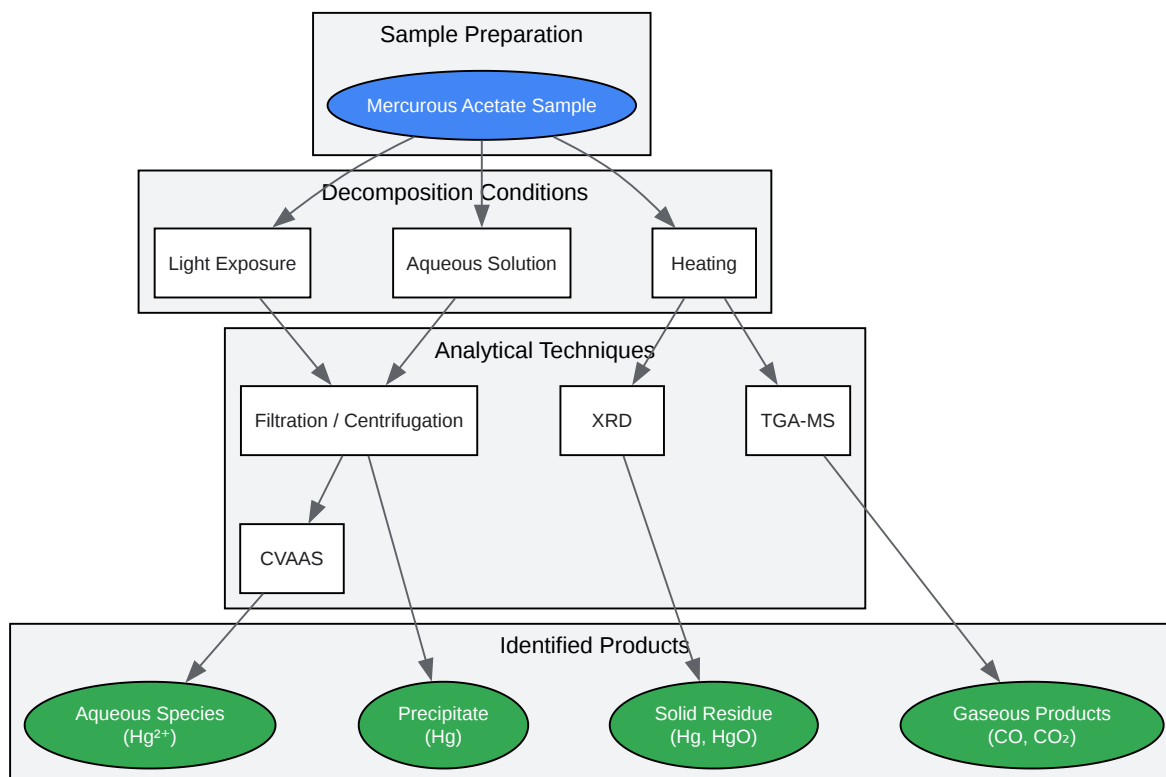 Sample Preparation
Mercurous Acetate Sample
Decomposition Conditions
Light Exposure
Aqueous Solution
Heating
Analytical Techniques
Filtration / Centrifugation
XRD
TGA-MS
CVAAS
Identified Products
Aqueous Species
(Hg²⁺)
Precipitate
(Hg)
Solid Residue
(Hg, HgO)
Gaseous Products
(CO, CO₂)